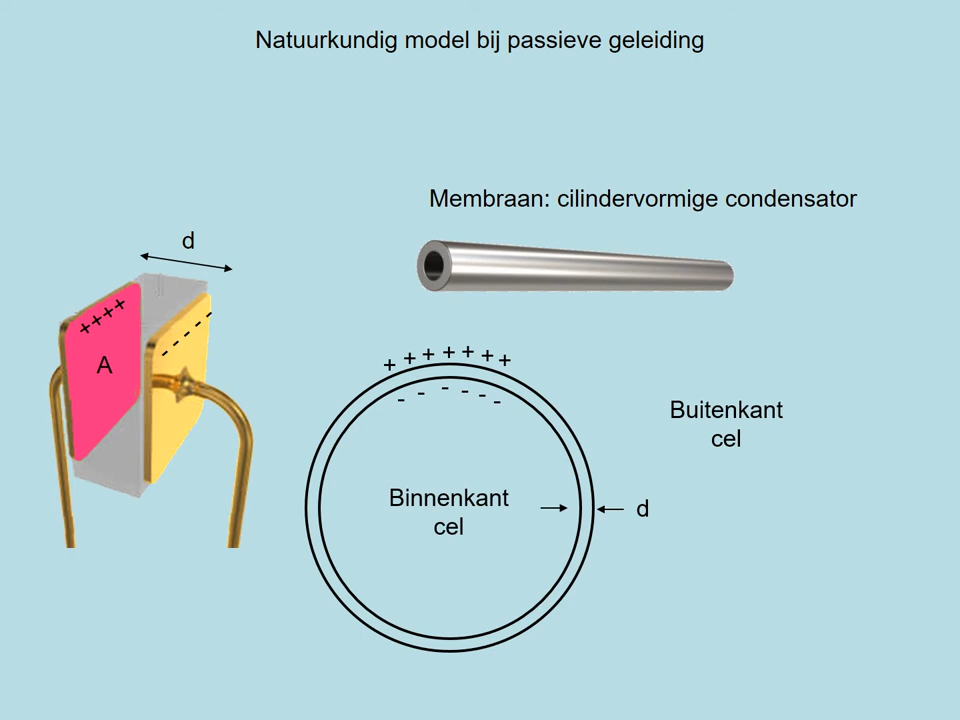 Natuurkundig model bij passieve geleiding
Membraan: cilindervormige condensator
d
++++
- - - - -
A
+ + + + + + +
- - - - - -
Buitenkant
cel
Binnenkant
cel
d